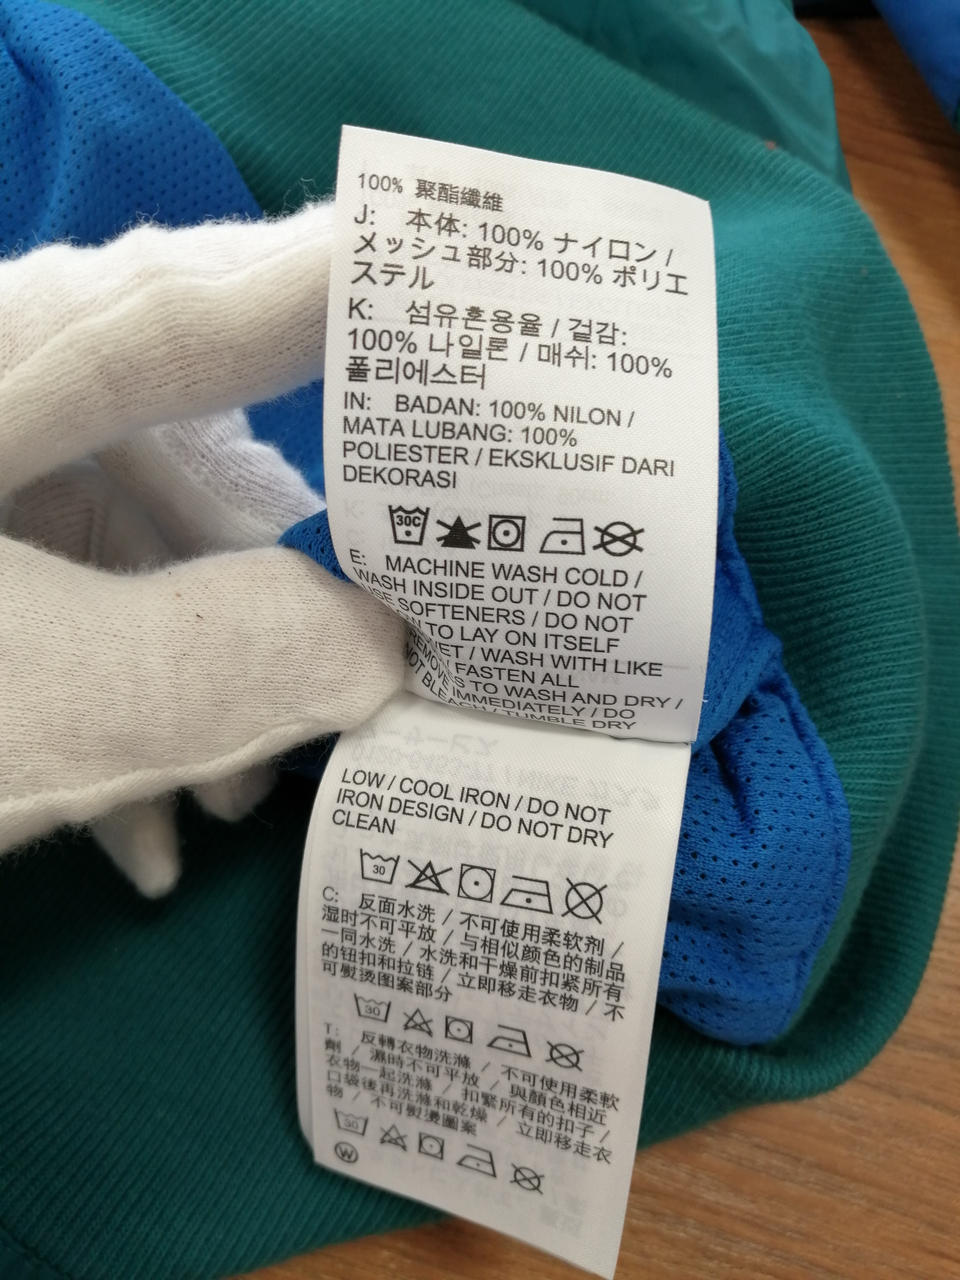 100% 聚酯纖維
J: 本体: 100% ナイロン /
メッシュ部分: 100% ポリエ
ステル
K: 섬유혼용율 / 겉감:
100% 나일론 / 매쉬: 100%
폴리에스터
IN: BADAN: 100% NILON /
MATA LUBANG: 100%
POLIESTER / EKSKLUSIF DARI
DEKORASI
30C
E: MACHINE WASH COLD /
WASH INSIDE OUT / DO NOT
SOFTENERS / DO NOT
TO LAY ON ITSELF
WASH WITH LIKE
FASTEN ALL
TO WASH AND DRY /
IMMEDIATELY / DO
NOT TUMBLE DRY
LOW / COOL IRON / DO NOT
IRON DESIGN / DO NOT DRY
CLEAN
30
C: 反面水洗 / 不可使用柔软剂 /
湿时不可平放 / 与相似颜色的制品
一同水洗 / 水洗和干燥前扣紧所有
的钮扣和拉链 / 立即移走衣物 / 不
可熨烫图案部分
30
T: 反轉衣物洗滌 / 不可使用柔軟
劑 / 濕時不可平放 / 與顏色相近
衣物一起洗滌 / 扣緊所有的扣子 /
口袋後再洗滌和乾燥 / 立即移走衣
物 / 不可熨燙圖案
30
W